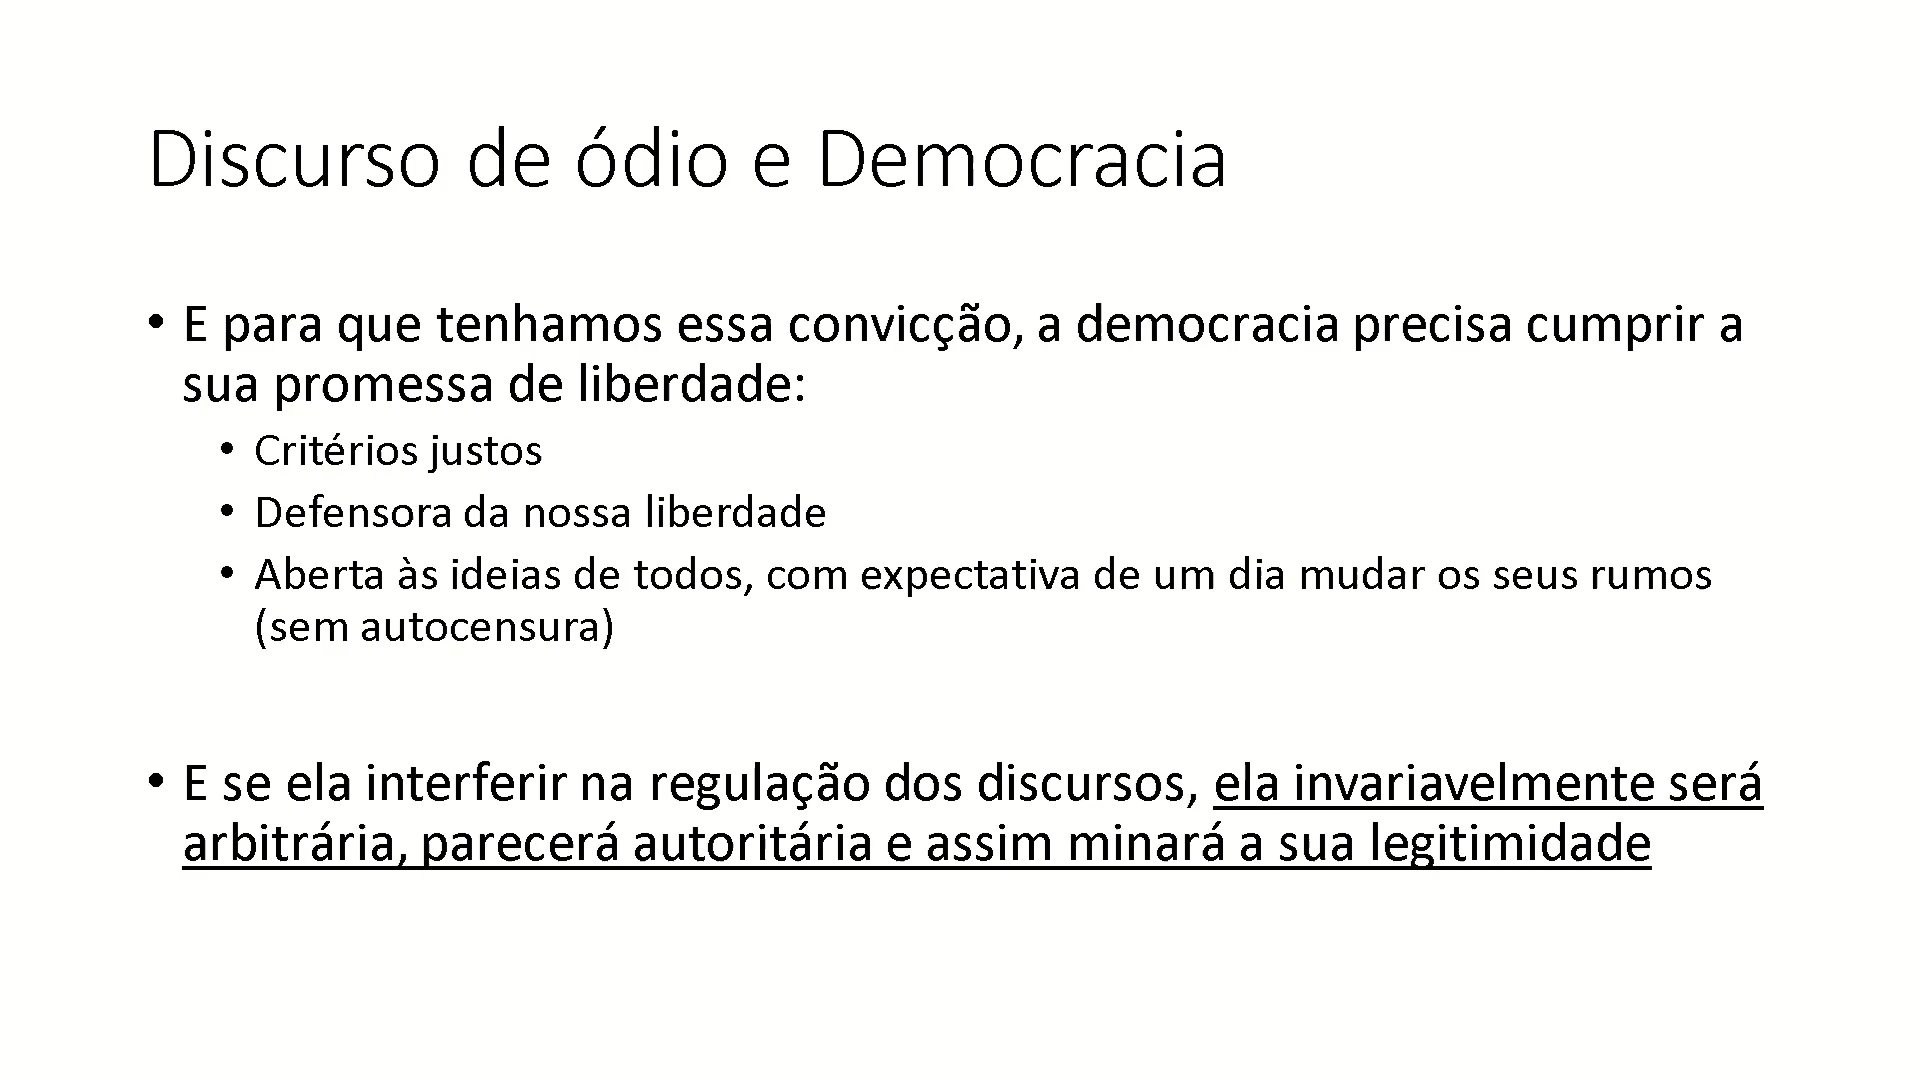 Discurso de ódio e Democracia
• E para que tenhamos essa convicção, a democracia precisa cumprir a
sua promessa de liberdade:
• Critérios justos
• Defensora da nossa liberdade
• Aberta às ideias de todos, com expectativa de um dia mudar os seus rumos
(sem autocensura)
• E se ela interferir na regulação dos discursos, ela invariavelmente será
arbitrária, parecerá autoritária e assim minará a sua legitimidade